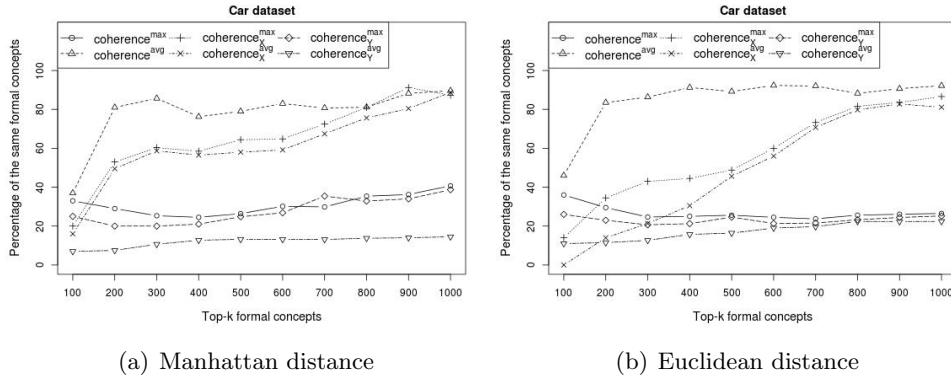 Car dataset
coherence^max coherence_X^max coherence_Y^max
coherence^avg coherence_X^avg coherence_Y^avg
Percentage of the same formal concepts
100
80
60
40
20
0
100 200 300 400 500 600 700 800 900 1000
Top-k formal concepts
(a) Manhattan distance
Car dataset
coherence^max coherence_X^max coherence_Y^max
coherence^avg coherence_X^avg coherence_Y^avg
Percentage of the same formal concepts
100
80
60
40
20
0
100 200 300 400 500 600 700 800 900 1000
Top-k formal concepts
(b) Euclidean distance